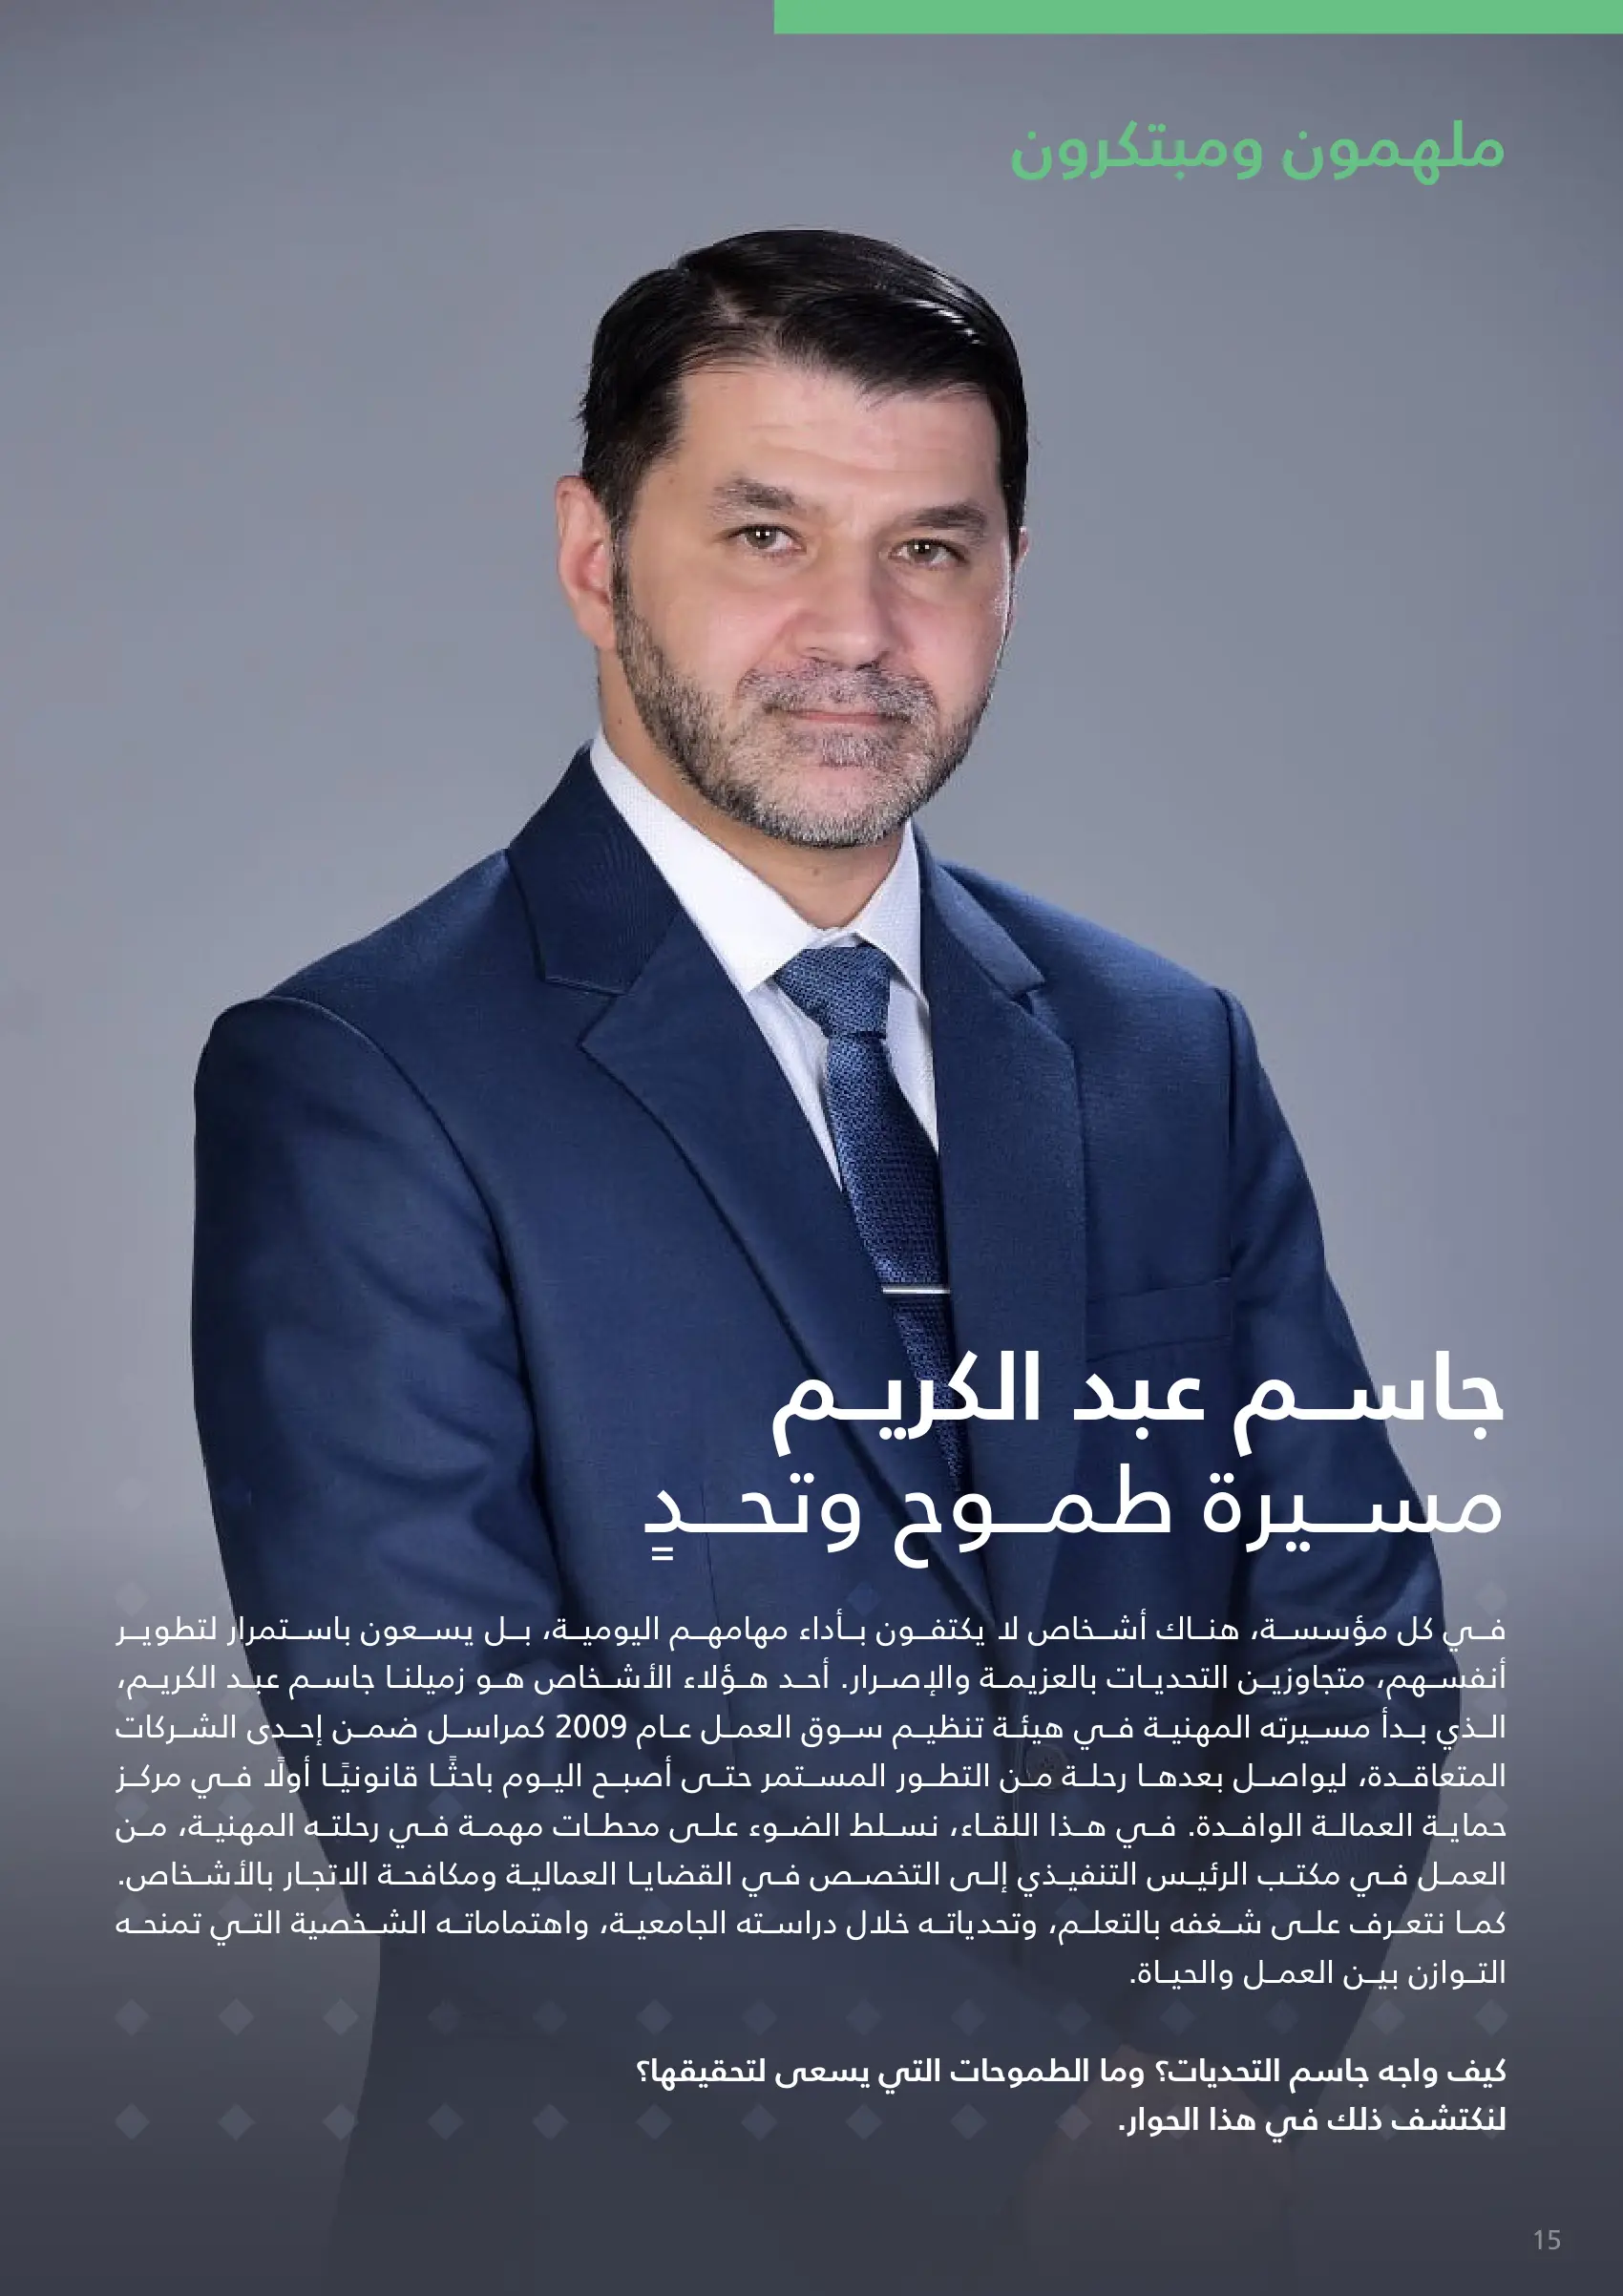 ملهمون ومبتكرون
جاسم عبد الكريم
مسيرة طموح وتحدٍ
في كل مؤسسة، هناك أشخاص لا يكتفون بأداء مهامهم اليومية، بل يسعون باستمرار لتطوير
أنفسهم، متجاوزين التحديات بالعزيمة والإصرار. أحد هؤلاء الأشخاص هو زميلنا جاسم عبد الكريم،
الذي بدأ مسيرته المهنية في هيئة تنظيم سوق العمل عام 2009 كمراسل ضمن إحدى الشركات
المتعاقدة، ليواصل بعدها رحلة من التطور المستمر حتى أصبح اليوم باحثًا قانونيًا أولًا في مركز
حماية العمالة الوافدة. في هذا اللقاء، نسلط الضوء على محطات مهمة في رحلته المهنية، من
العمل في مكتب الرئيس التنفيذي إلى التخصص في القضايا العمالية ومكافحة الاتجار بالأشخاص.
كما نتعرف على شغفه بالتعلم، وتحدياته خلال دراسته الجامعية، واهتماماته الشخصية التي تمنحه
التوازن بين العمل والحياة.
كيف واجه جاسم التحديات؟ وما الطموحات التي يسعى لتحقيقها؟
لنكتشف ذلك في هذا الحوار.
15